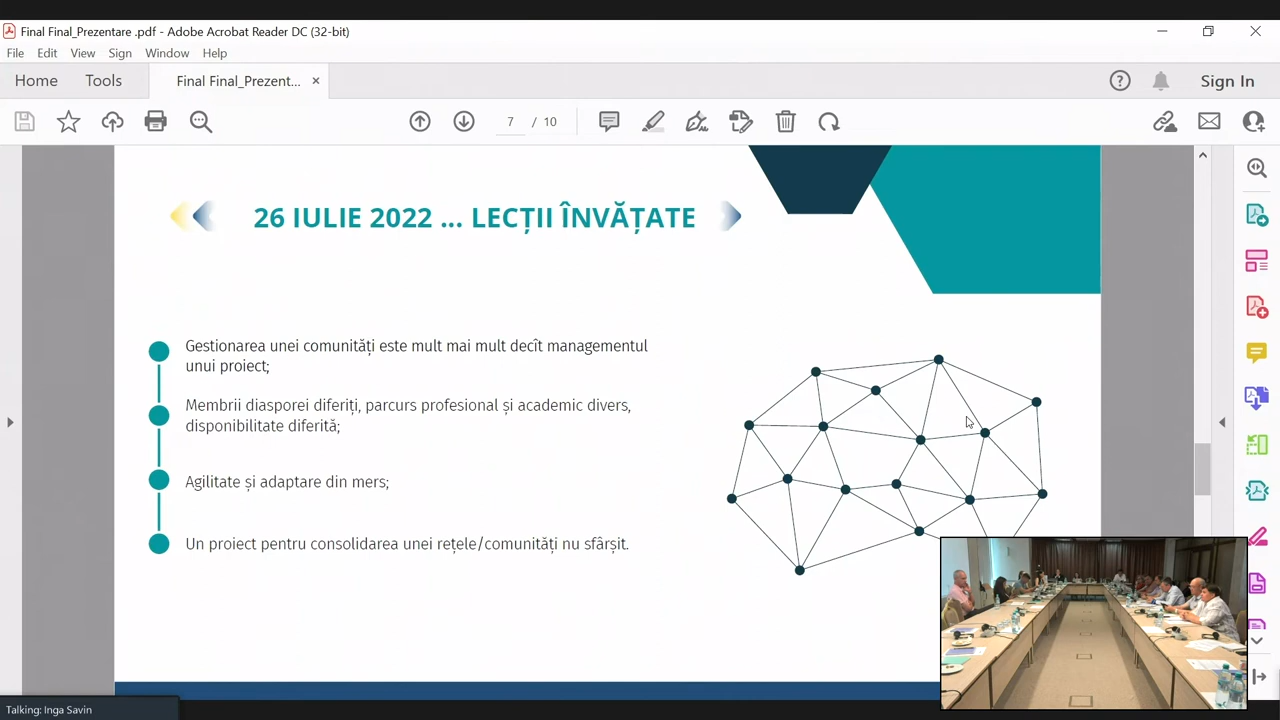 Final Final_Prezentare .pdf - Adobe Acrobat Reader DC (32-bit)
File Edit View Sign Window Help
Home Tools Final Final_Prezent... × Sign In
7 / 10
26 IULIE 2022 ... LECȚII ÎNVĂȚATE
Gestionarea unei comunități este mult mai mult decît managementul
unui proiect;
Membrii diasporei diferiți, parcurs profesional și academic divers,
disponibilitate diferită;
Agilitate și adaptare din mers;
Un proiect pentru consolidarea unei rețele/comunități nu sfârșit.
Talking: Inga Savin